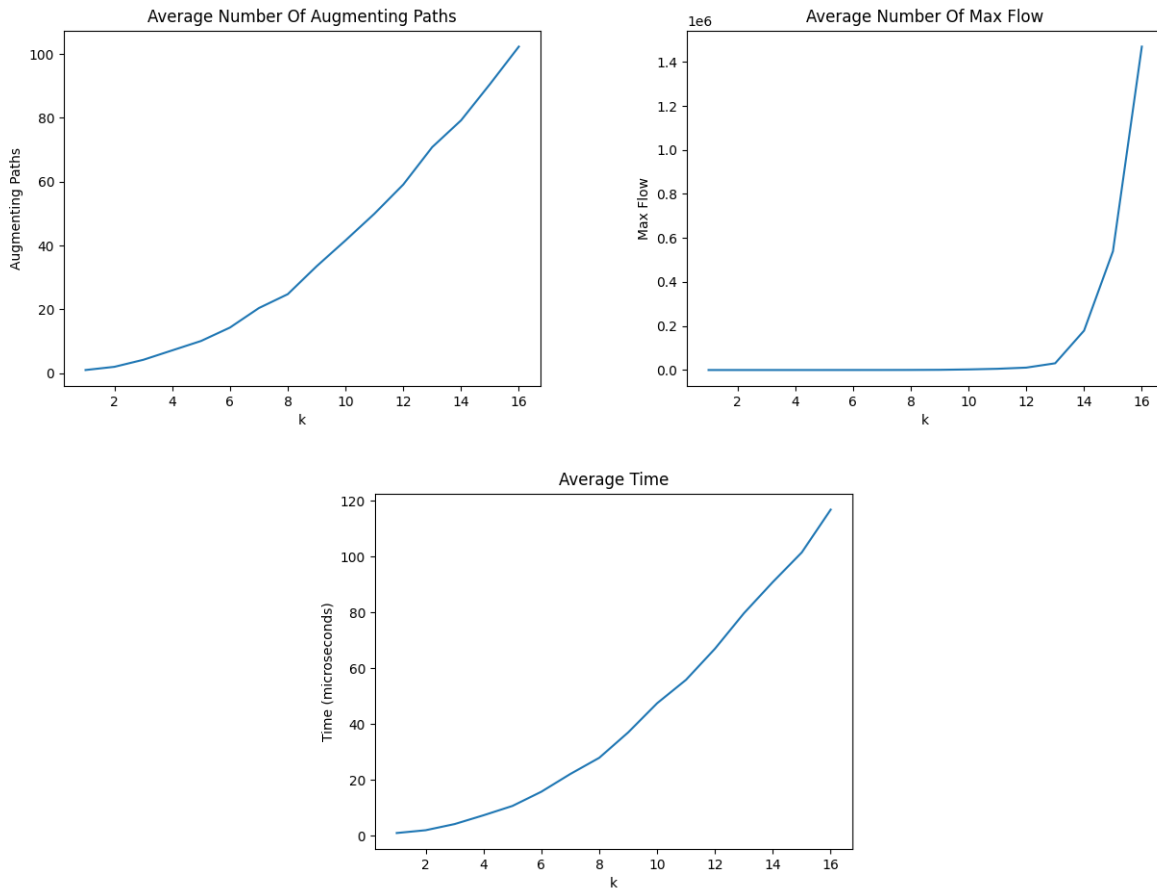 Average Number Of Augmenting Paths
100
80
60
40
20
0
Augmenting Paths
2 4 6 8 10 12 14 16
k
Average Number Of Max Flow
1e6
1.4
1.2
1.0
0.8
0.6
0.4
0.2
0.0
Max Flow
2 4 6 8 10 12 14 16
k
Average Time
120
100
80
60
40
20
0
Time (microseconds)
2 4 6 8 10 12 14 16
k